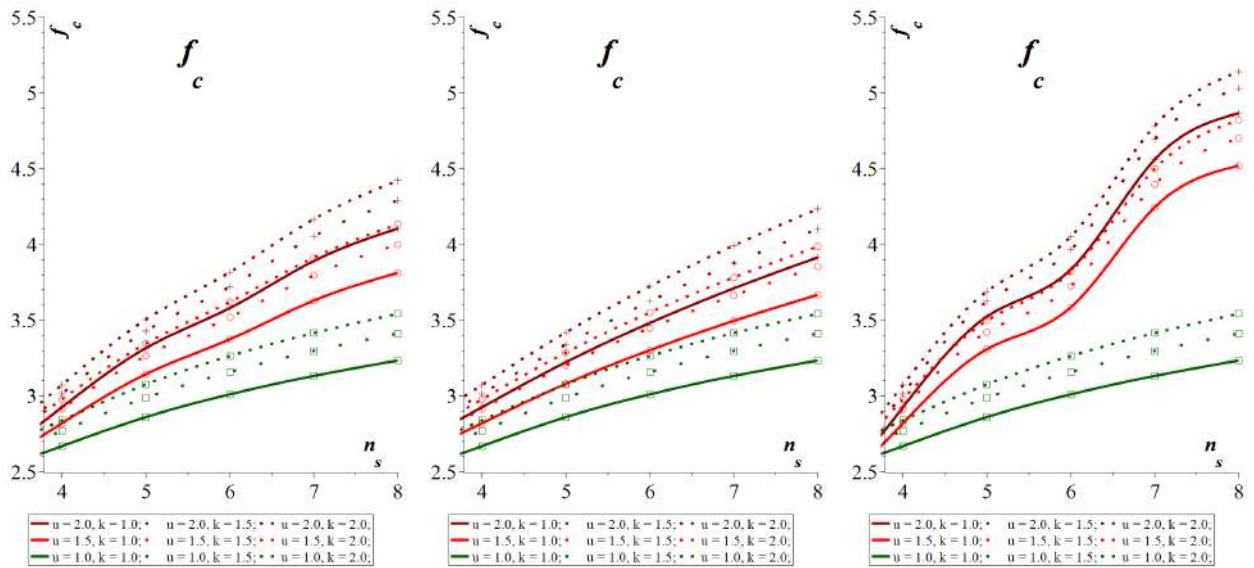 5.5
f c
f c
5
4.5
4
3.5
3
2.5
n s
4 5 6 7 8
u = 2.0, k = 1.0; u = 2.0, k = 1.5; u = 2.0, k = 2.0;
u = 1.5, k = 1.0; u = 1.5, k = 1.5; u = 1.5, k = 2.0;
u = 1.0, k = 1.0; u = 1.0, k = 1.5; u = 1.0, k = 2.0;
5.5
f c
f c
5
4.5
4
3.5
3
2.5
n s
4 5 6 7 8
u = 2.0, k = 1.0; u = 2.0, k = 1.5; u = 2.0, k = 2.0;
u = 1.5, k = 1.0; u = 1.5, k = 1.5; u = 1.5, k = 2.0;
u = 1.0, k = 1.0; u = 1.0, k = 1.5; u = 1.0, k = 2.0;
5.5
f c
f c
5
4.5
4
3.5
3
2.5
n s
4 5 6 7 8
u = 2.0, k = 1.0; u = 2.0, k = 1.5; u = 2.0, k = 2.0;
u = 1.5, k = 1.0; u = 1.5, k = 1.5; u = 1.5, k = 2.0;
u = 1.0, k = 1.0; u = 1.0, k = 1.5; u = 1.0, k = 2.0;